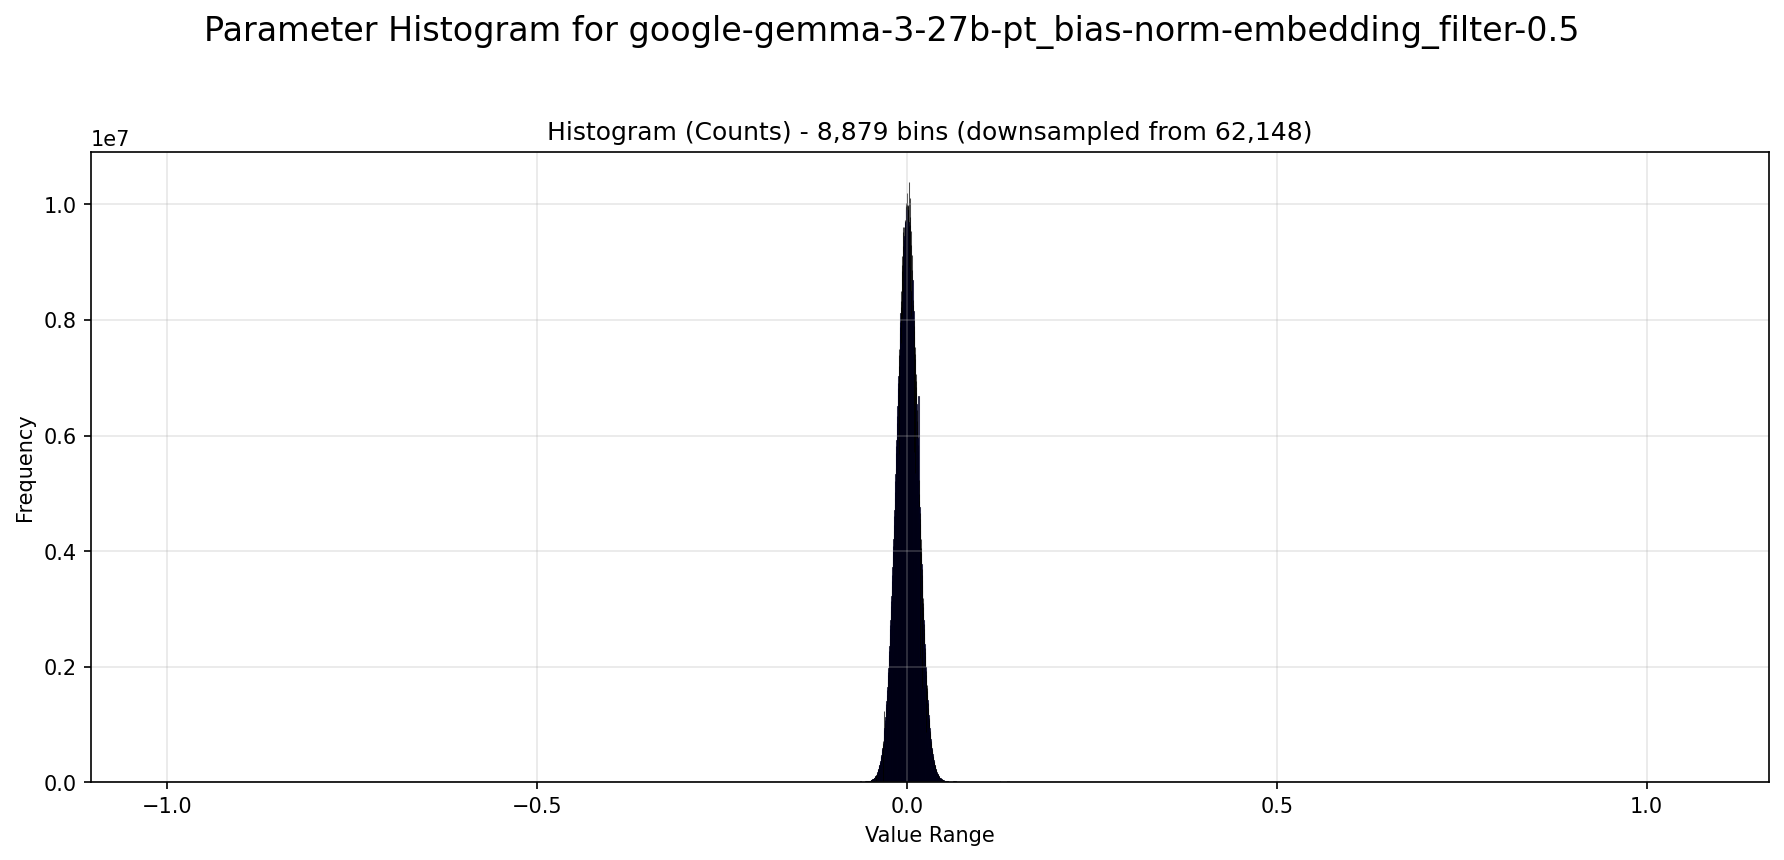 Parameter Histogram for google-gemma-3-27b-pt_bias-norm-embedding_filter-0.5
Histogram (Counts) - 8,879 bins (downsampled from 62,148)
1e7
1.0
0.8
0.6
0.4
0.2
0.0
Frequency
−1.0
−0.5
0.0
0.5
1.0
Value Range